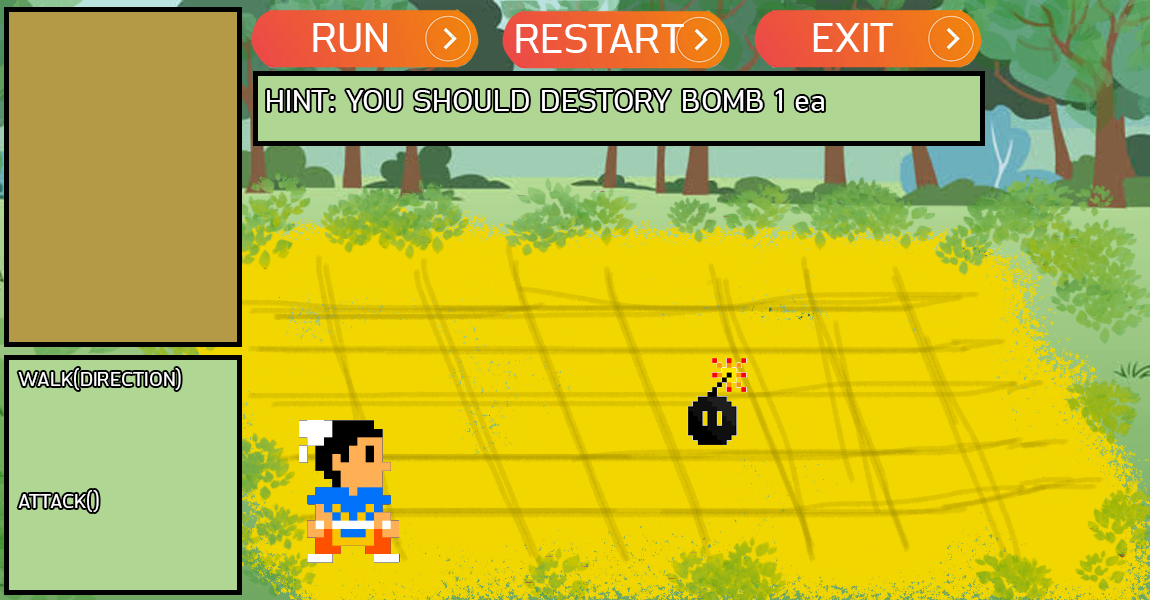 RUN
RESTART
EXIT
HINT: YOU SHOULD DESTORY BOMB 1 ea
WALK(DIRECTION)
ATTACK()